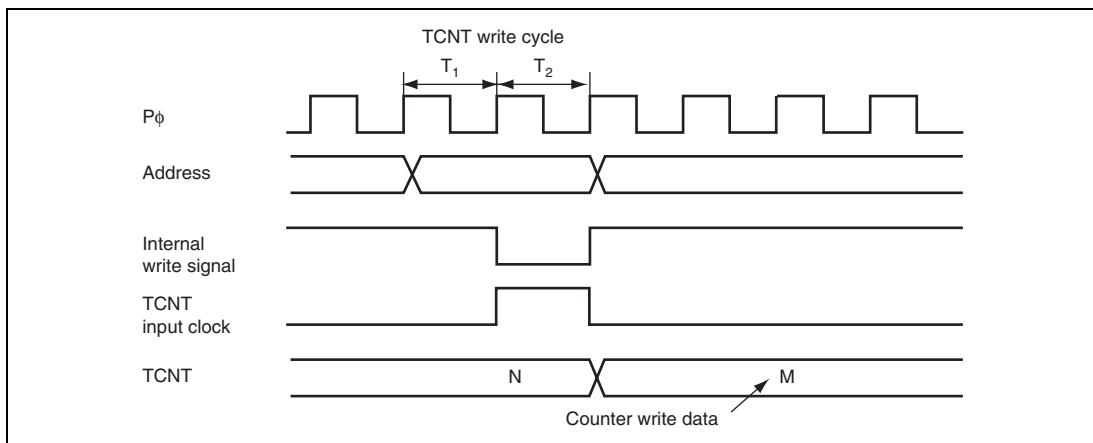 TCNT write cycle
T1 T2
Pϕ
Address
Internal
write signal
TCNT
input clock
TCNT
N
M
Counter write data